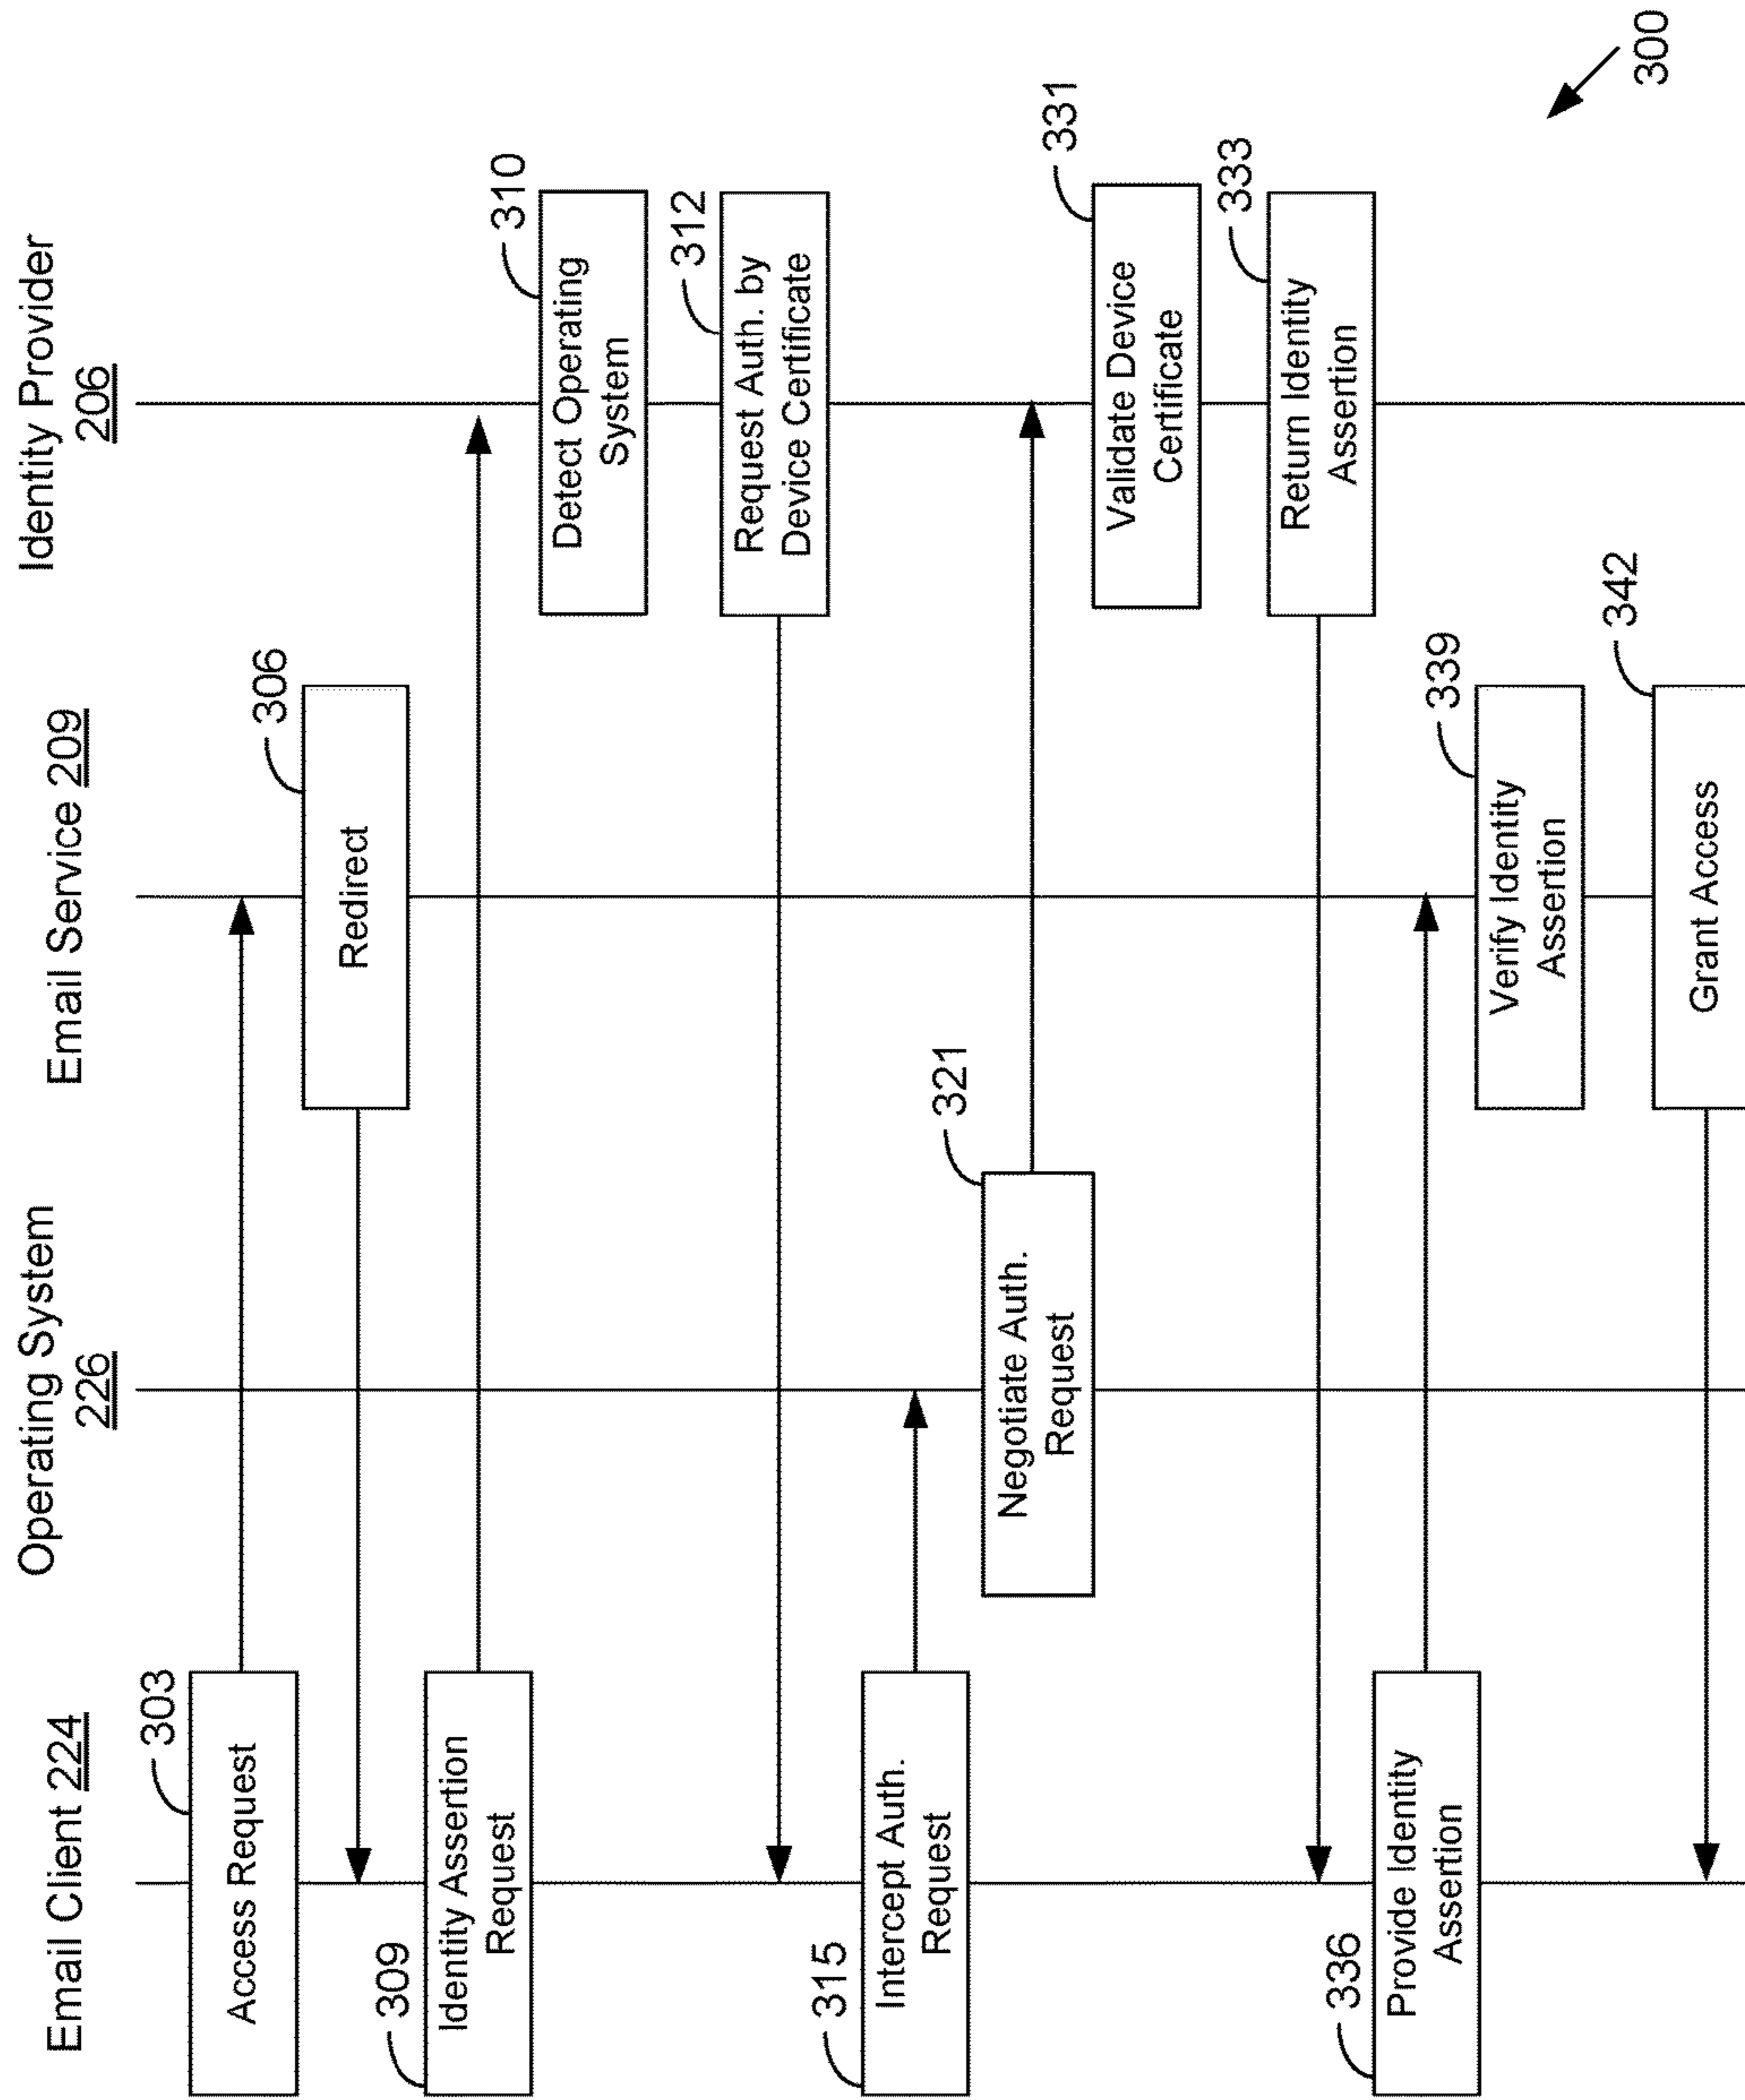 Email Client 224
Operating System
226
Email Service 209
Identity Provider
206
303
Access Request
306
Redirect
309
Identity Assertion
Request
310
Detect Operating
System
312
Request Auth. by
Device Certificate
315
Intercept Auth.
Request
321
Negotiate Auth.
Request
331
Validate Device
Certificate
333
Return Identity
Assertion
336
Provide Identity
Assertion
339
Verify Identity
Assertion
342
Grant Access
300